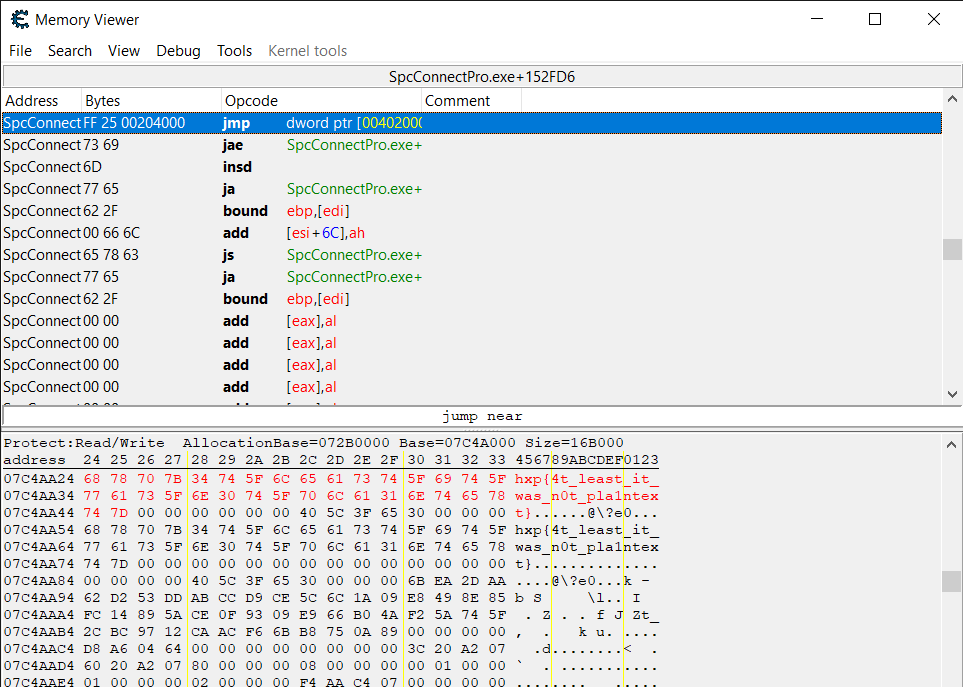 Memory Viewer
File Search View Debug Tools Kernel tools
SpcConnectPro.exe+152FD6
Address Bytes Opcode Comment
SpcConnect FF 25 00204000 jmp dword ptr [00402000
SpcConnect 73 69 jae SpcConnectPro.exe+
SpcConnect 6D insd
SpcConnect 77 65 ja SpcConnectPro.exe+
SpcConnect 62 2F bound ebp,[edi]
SpcConnect 00 66 6C add [esi+6C],ah
SpcConnect 65 78 63 js SpcConnectPro.exe+
SpcConnect 77 65 ja SpcConnectPro.exe+
SpcConnect 62 2F bound ebp,[edi]
SpcConnect 00 00 add [eax],al
SpcConnect 00 00 add [eax],al
SpcConnect 00 00 add [eax],al
SpcConnect 00 00 add [eax],al
jump near
Protect:Read/Write AllocationBase=072B0000 Base=07C4A000 Size=16B000
address 24 25 26 27 28 29 2A 2B 2C 2D 2E 2F 30 31 32 33 456789ABCDEF0123
07C4AA24 68 78 70 7B 34 74 5F 6C 65 61 73 74 5F 69 74 5F hxp{4t_least_it_
07C4AA34 77 61 73 5F 6E 30 74 5F 70 6C 61 31 6E 74 65 78 was_n0t_pla1ntex
07C4AA44 74 7D 00 00 00 00 00 00 40 5C 3F 65 30 00 00 00 t}......@\?e0...
07C4AA54 68 78 70 7B 34 74 5F 6C 65 61 73 74 5F 69 74 5F hxp{4t_least_it_
07C4AA64 77 61 73 5F 6E 30 74 5F 70 6C 61 31 6E 74 65 78 was_n0t_pla1ntex
07C4AA74 74 7D 00 00 00 00 00 00 00 00 00 00 00 00 00 00 t}..............
07C4AA84 00 00 00 00 40 5C 3F 65 30 00 00 00 6B EA 2D AA ....@\?e0...k -
07C4AA94 62 D2 53 DD AB CC D9 CE 5C 6C 1A 09 E8 49 8E 85 b S \l.. I
07C4AAA4 FC 14 89 5A CE 0F 93 09 E9 66 B0 4A F2 5A 74 5F . Z . . f J Zt_
07C4AAB4 2C BC 97 12 CA AC F6 6B B8 75 0A 89 00 00 00 00 , . k u. ....
07C4AAC4 D8 A6 04 64 00 00 00 00 00 00 00 00 3C 20 A2 07 .d........< .
07C4AAD4 60 20 A2 07 80 00 00 00 08 00 00 00 00 01 00 00 ` . ...........
07C4AAE4 01 00 00 00 02 00 00 00 F4 AA C4 07 00 00 00 00 ........ .....